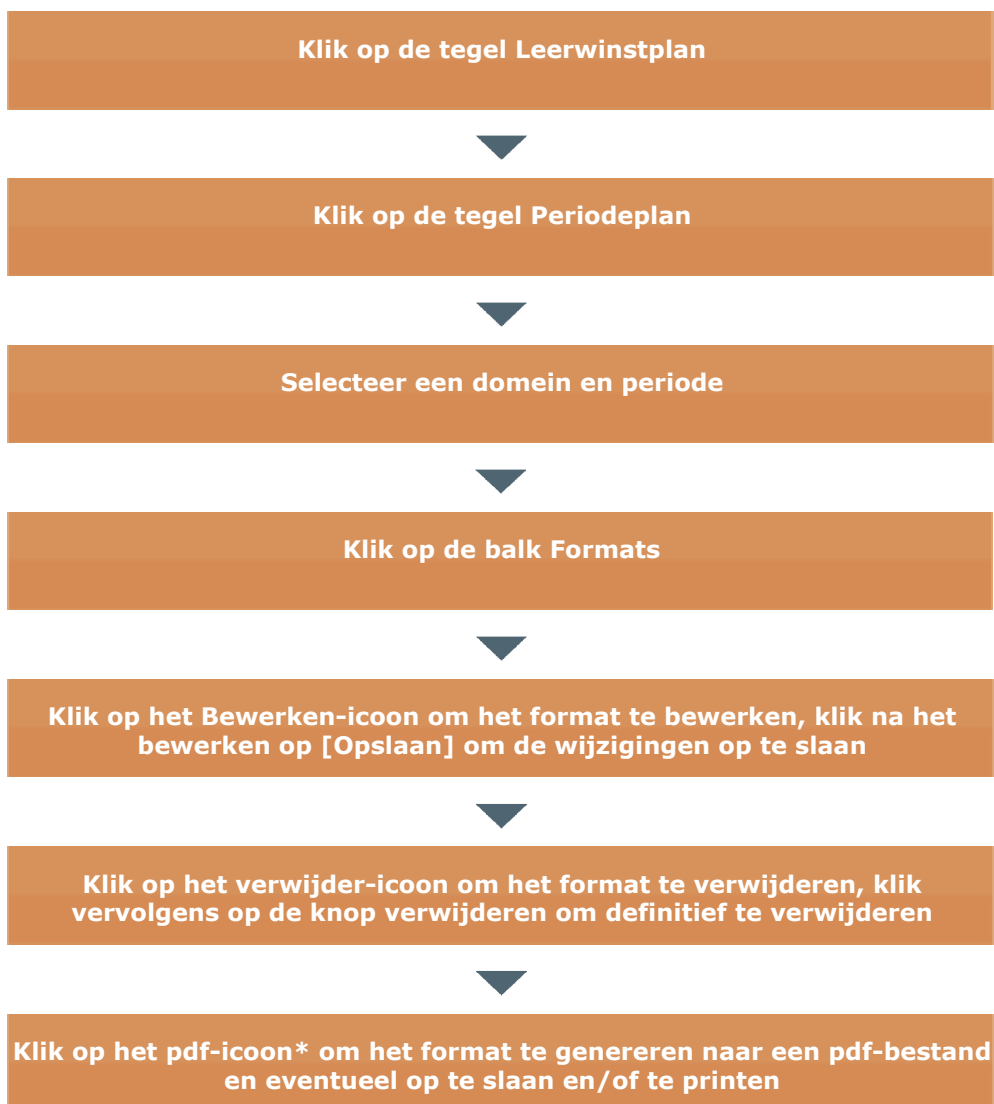 Klik op de tegel Leerwinstplan
Klik op de tegel Periodeplan
Selecteer een domein en periode
Klik op de balk Formats
Klik op het Bewerken-icoon om het format te bewerken, klik na het
bewerken op [Opslaan] om de wijzigingen op te slaan
Klik op het verwijder-icoon om het format te verwijderen, klik
vervolgens op de knop verwijderen om definitief te verwijderen
Klik op het pdf-icoon* om het format te genereren naar een pdf-bestand
en eventueel op te slaan en/of te printen